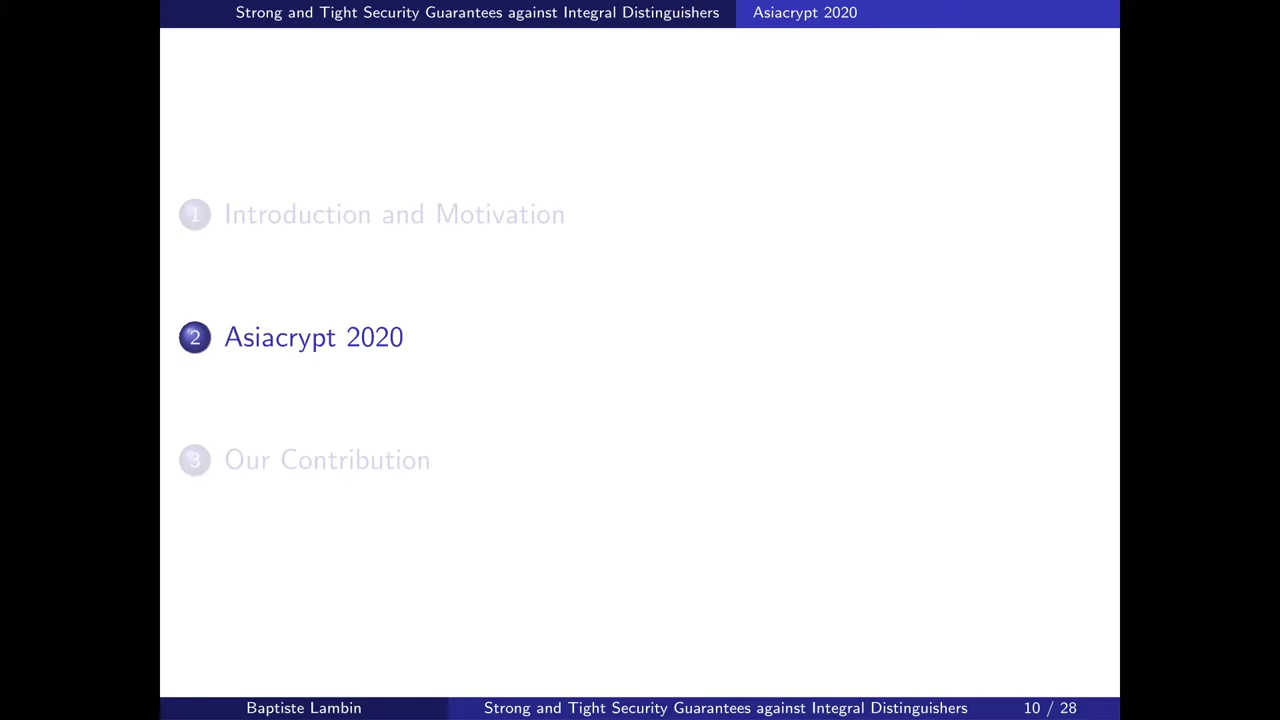 Strong and Tight Security Guarantees against Integral Distinguishers Asiacrypt 2020
1 Introduction and Motivation
2 Asiacrypt 2020
3 Our Contribution
Baptiste Lambin Strong and Tight Security Guarantees against Integral Distinguishers 10 / 28